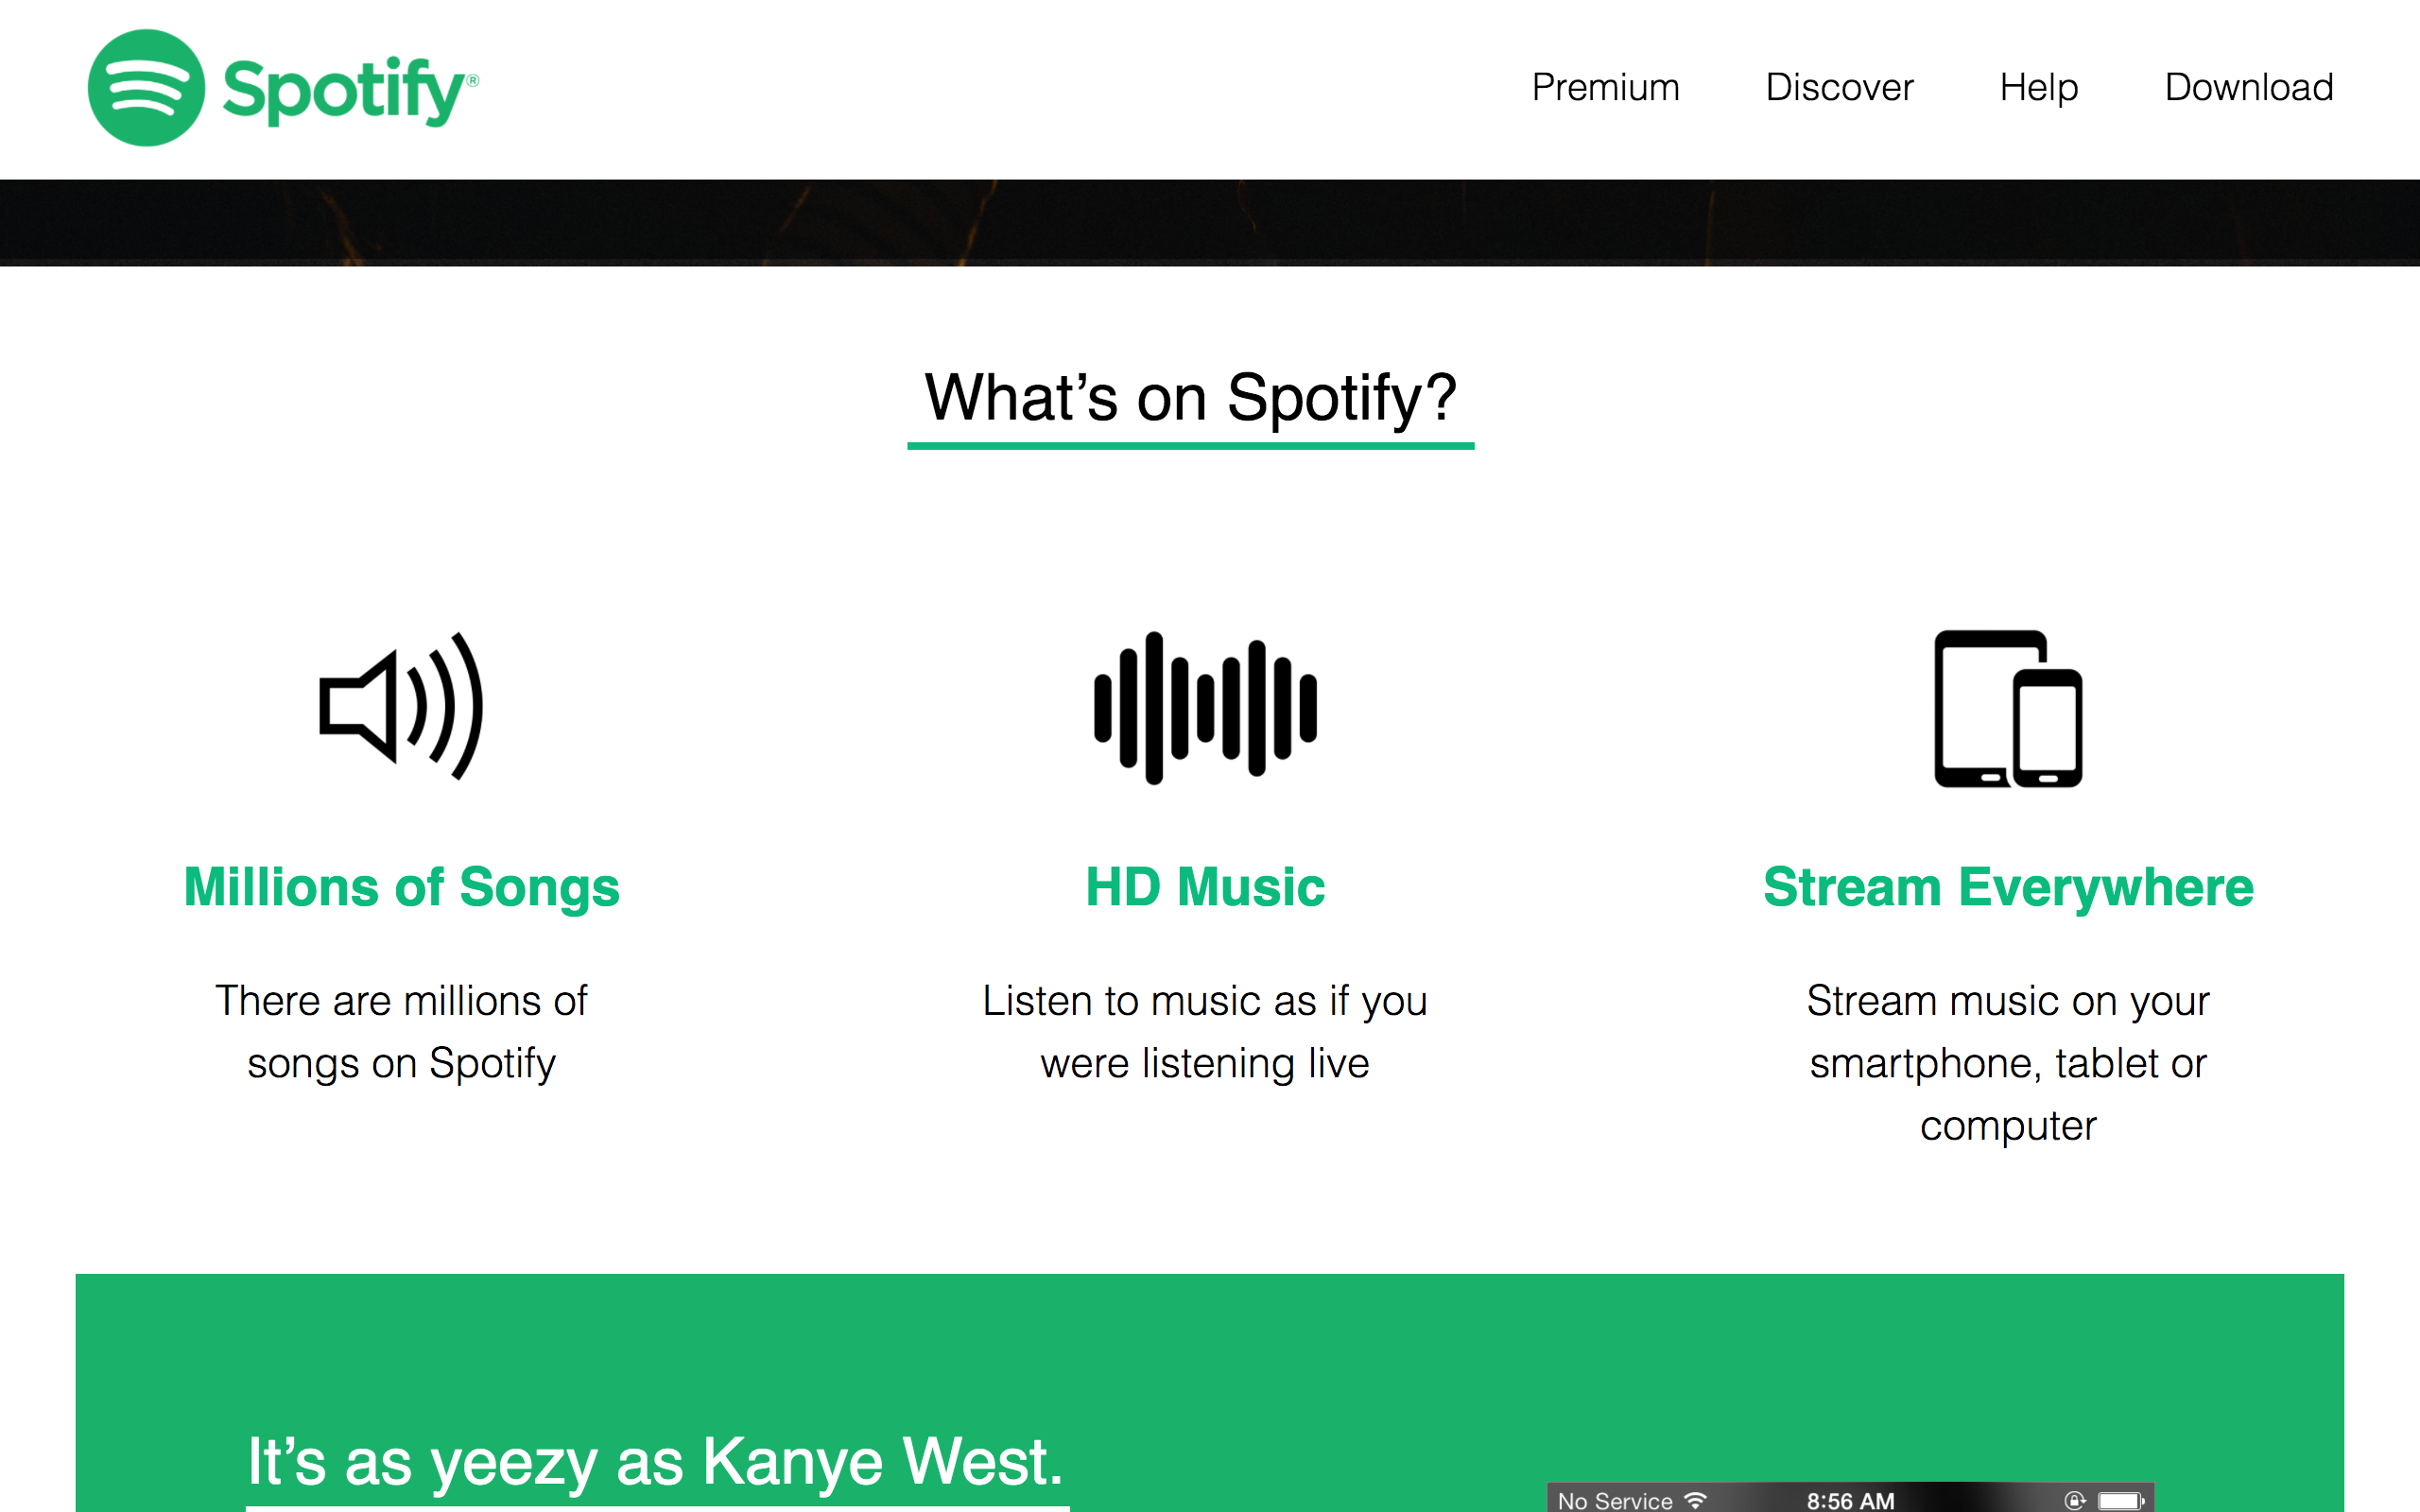 Spotify®
Premium Discover Help Download
What’s on Spotify?
Millions of Songs
There are millions of
songs on Spotify
HD Music
Listen to music as if you
were listening live
Stream Everywhere
Stream music on your
smartphone, tablet or
computer
It’s as yeezy as Kanye West.
No Service 8:56 AM